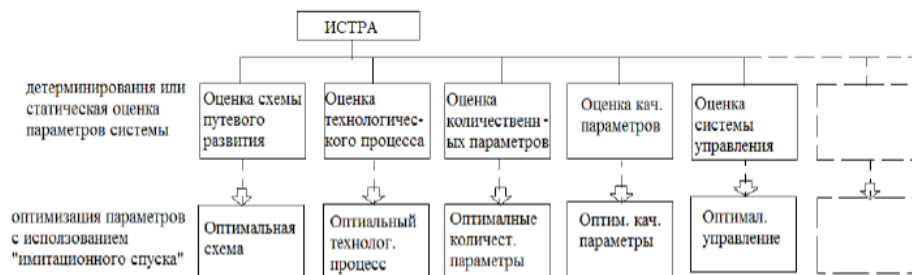 ИСТРА
детерминировання или
статическая оценка
параметров системы
Оценка схемы
путевого
развития
Оценка
технологичес-
кого процесса
Оценка
количественн-
ых параметров
Оценка кач.
параметров
Оценка
системы
управления
оптимизация параметров
с исползованием
"имитационного спуска"
Оптимальная
схема
Оптиальный
технолог.
процесс
Оптималные
количест.
параметры
Оптим. кач.
параметры
Оптимал.
управление